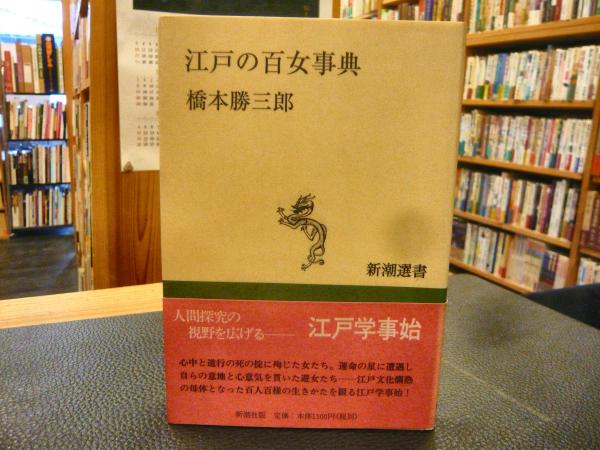 江戸の百女事典
橋本勝三郎
新潮選書
人間探究の
視野を広げる——
江戸学事始
心中と道行の死の掟に殉じた女たち。運命の星に遭遇し
自らの意地と心意気を貫いた遊女たち——江戸文化爛熟
の母体となった百人百様の生きかたを綴る江戸学事始!
新潮社版 定価:本体1100円(税別)